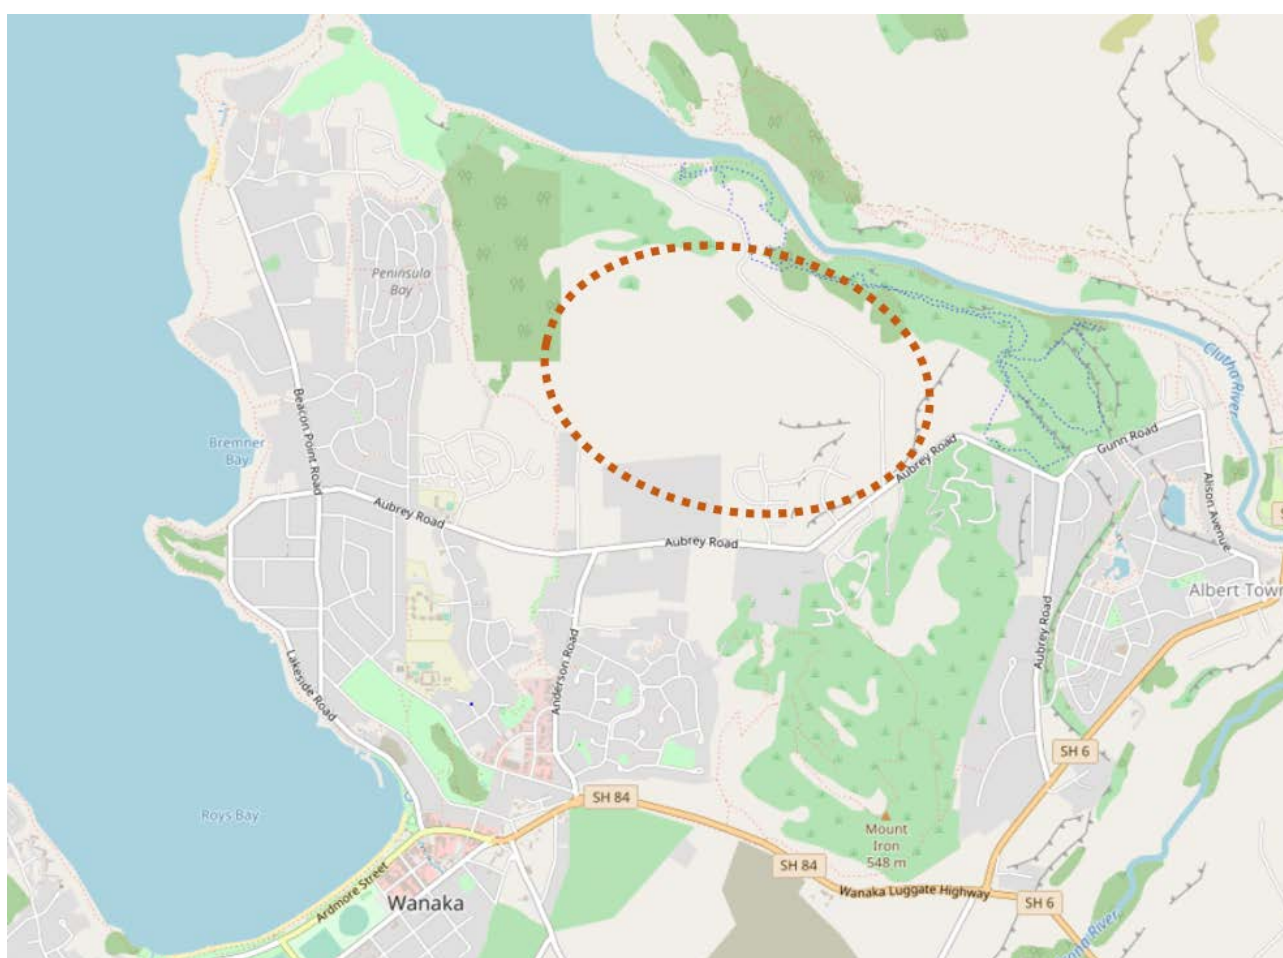 Peninsula
Bay
Beacon Point Road
Bremner
Bay
Aubrey Road
Aubrey Road
Aubrey Road
Gunn Road
Clutha River
Alison Avenue
Albert Town
Aubrey Road
Anderson Road
Lakeside Road
SH 6
SH 84
Roys Bay
Mount
Iron
548 m
SH 84
Wanaka Luggate Highway
SH 6
Ardmore Street
Wanaka
River